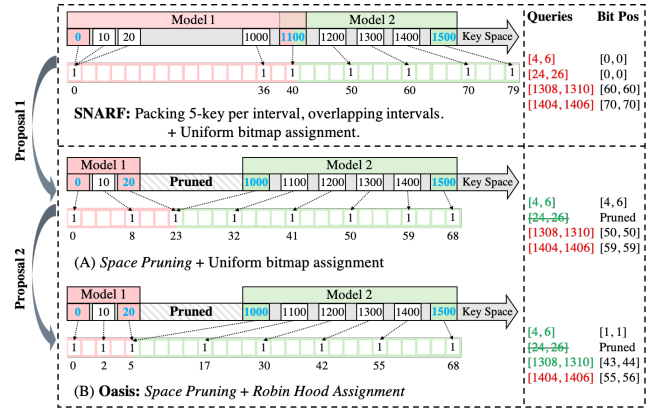 Model 1 Model 2 Queries Bit Pos
0 10 20 1000 1100 1200 1300 1400 1500 Key Space
[4, 6] [0, 0]
1 1 1 1 1 1 1 [24, 26] [0, 0]
0 36 40 50 60 70 79 [1308, 1310] [60, 60]
SNARF: Packing 5-key per interval, overlapping intervals. [1404, 1406] [70, 70]
+ Uniform bitmap assignment.
Proposal 1
Model 1 Model 2
0 10 20 Pruned 1000 1100 1200 1300 1400 1500 Key Space
[4, 6] [4, 6]
1 1 1 1 1 1 1 1 [24, 26] Pruned
0 8 23 32 41 50 59 68 [1308, 1310] [50, 50]
(A) Space Pruning + Uniform bitmap assignment [1404, 1406] [59, 59]
Proposal 2
Model 1 Model 2
0 10 20 Pruned 1000 1100 1200 1300 1400 1500 Key Space
[4, 6] [1, 1]
1 1 1 1 1 1 1 1 [24, 26] Pruned
0 2 5 17 30 42 55 68 [1308, 1310] [43, 44]
(B) Oasis: Space Pruning + Robin Hood Assignment [1404, 1406] [55, 56]